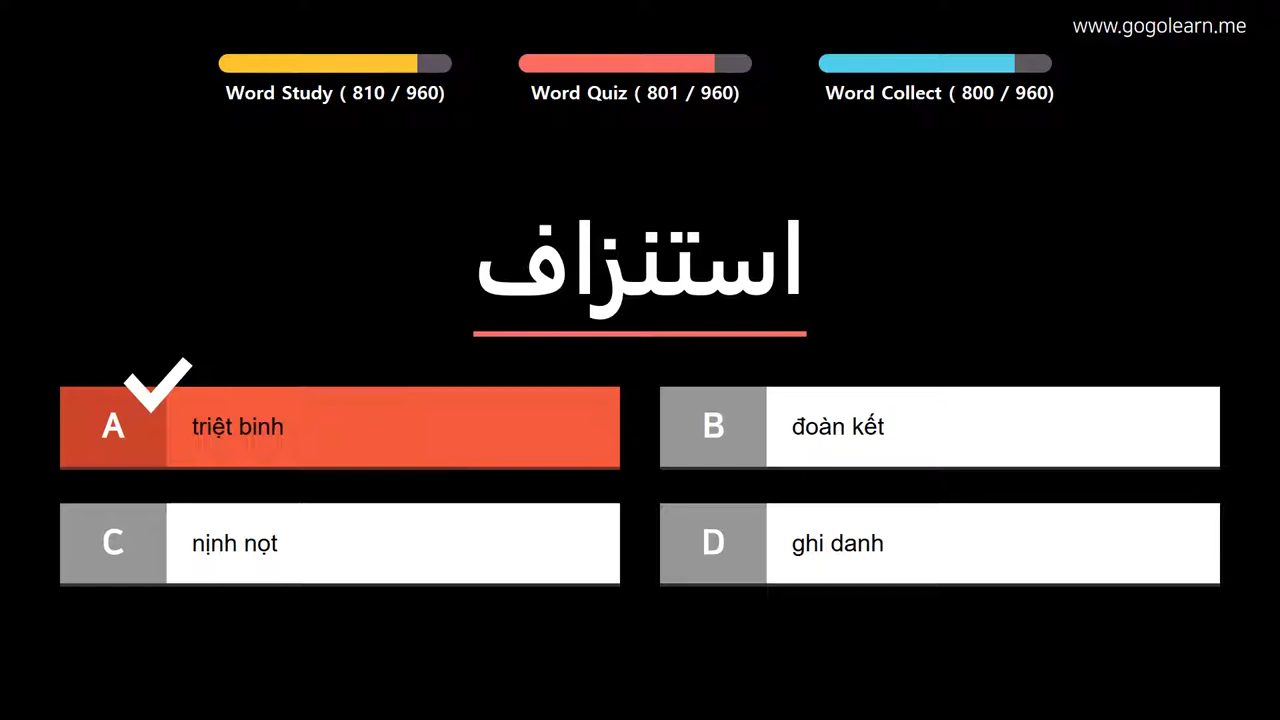 www.gogolearn.me
Word Study ( 810 / 960)
Word Quiz ( 801 / 960)
Word Collect ( 800 / 960)
استنزاف
A
triệt binh
B
đoàn kết
C
nịnh nọt
D
ghi danh